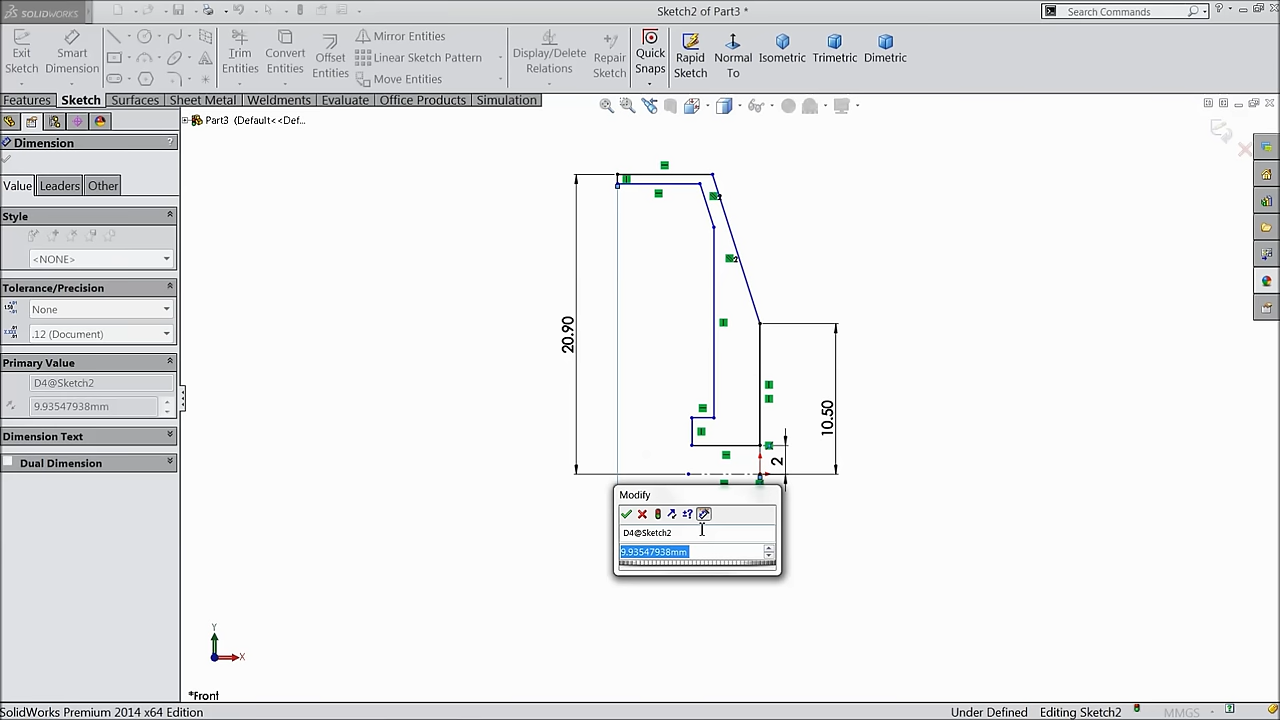 SOLIDWORKS
Sketch2 of Part3 *
Search Commands
Exit Sketch
Smart Dimension
Trim Entities
Convert Entities
Offset Entities
Mirror Entities
Linear Sketch Pattern
Move Entities
Display/Delete Relations
Repair Sketch
Quick Snaps
Rapid Sketch
Normal To
Isometric
Trimetric
Dimetric
Features
Sketch
Surfaces
Sheet Metal
Weldments
Evaluate
Office Products
Simulation
Part3 (Default<<Def...
Dimension
?
Value
Leaders
Other
Style
<NONE>
Tolerance/Precision
None
.12 (Document)
Primary Value
D4@Sketch2
9.93547938mm
Dimension Text
Dual Dimension
20.90
10.50
2
Modify
D4@Sketch2
9.93547938mm
Y
X
*Front
SolidWorks Premium 2014 x64 Edition
Under Defined
Editing Sketch2
MMGS